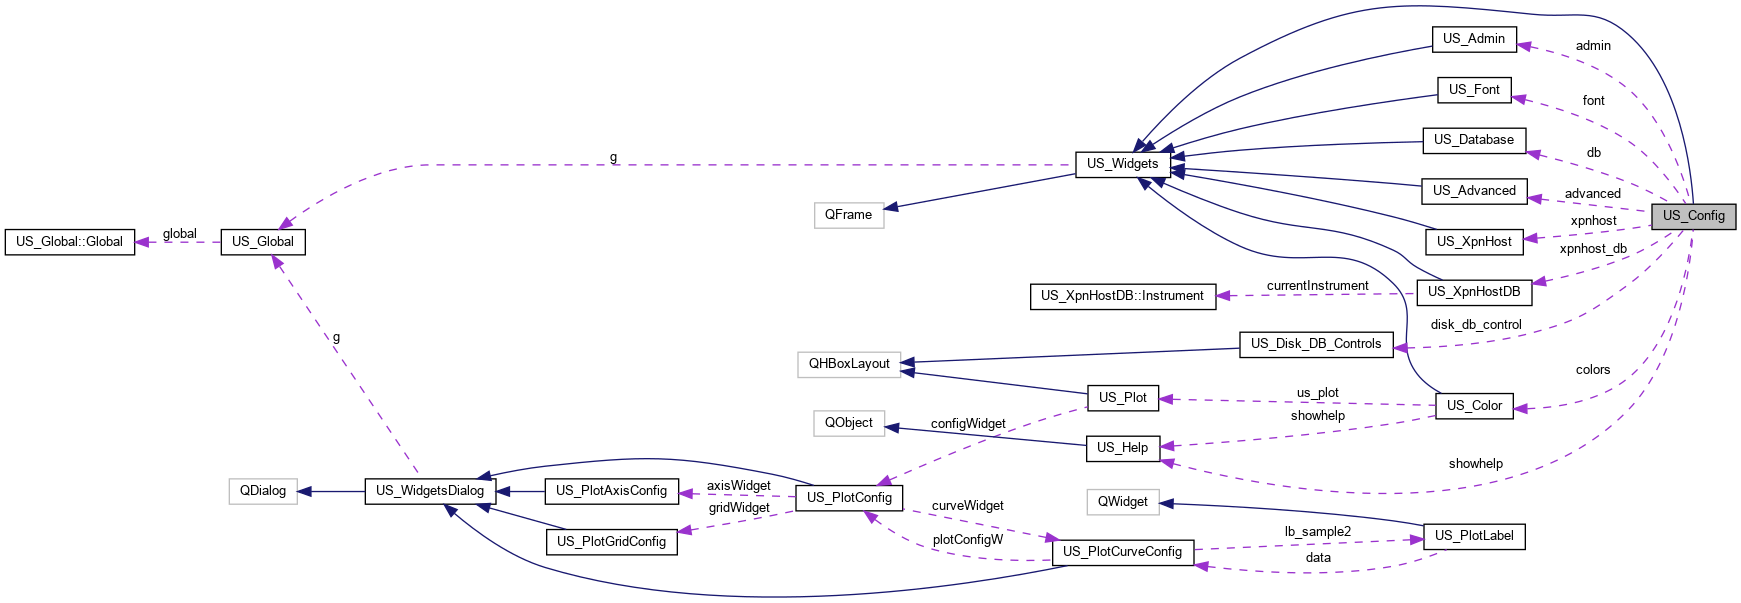 US_Admin
admin
US_Font
font
US_Database
db
US_Widgets
g
US_Advanced
advanced
QFrame
US_Config
xpnhost
US_XpnHost
US_Global::Global
global
US_Global
xpnhost_db
US_XpnHostDB::Instrument
currentInstrument
US_XpnHostDB
disk_db_control
g
US_Disk_DB_Controls
QHBoxLayout
colors
US_Plot
us_plot
US_Color
showhelp
QObject
configWidget
US_Help
showhelp
QDialog
US_WidgetsDialog
US_PlotAxisConfig
axisWidget
US_PlotConfig
QWidget
gridWidget
curveWidget
US_PlotGridConfig
plotConfigW
US_PlotCurveConfig
lb_sample2
US_PlotLabel
data